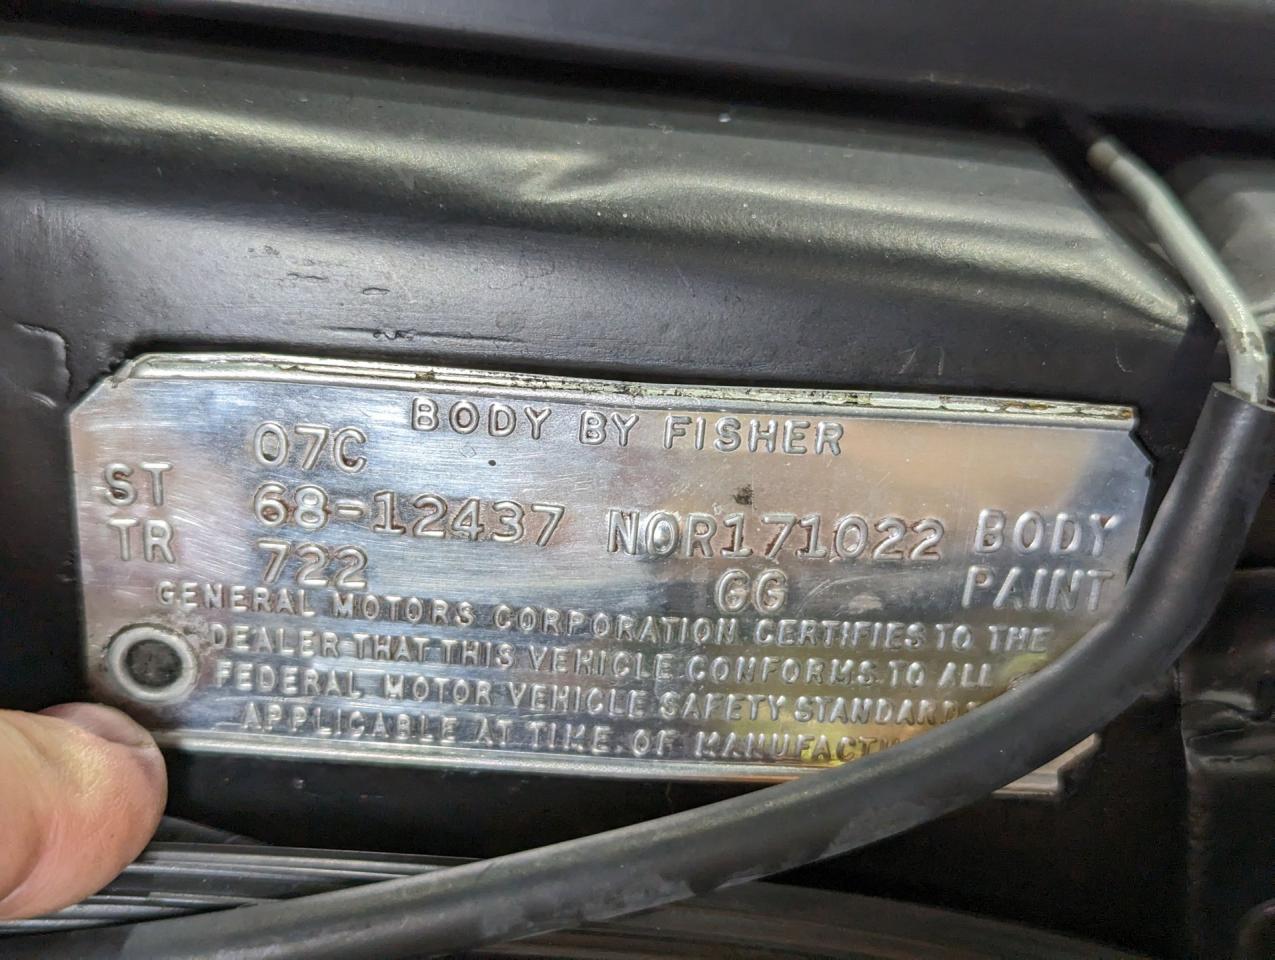 BODY BY FISHER
07C
ST 68-12437 NOR171022 BODY
TR 722 GG PAINT
GENERAL MOTORS CORPORATION CERTIFIES TO THE
DEALER THAT THIS VEHICLE CONFORMS TO ALL
FEDERAL MOTOR VEHICLE SAFETY
APPLICABLE AT TIME OF